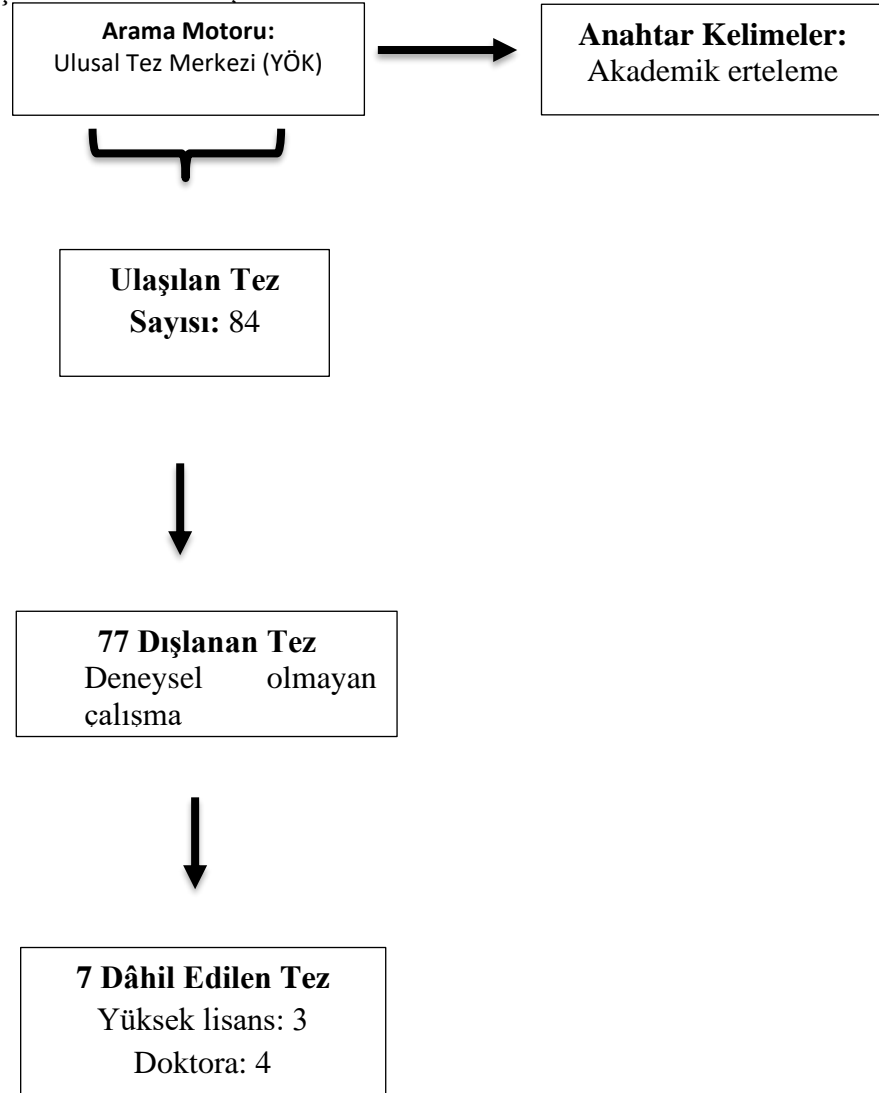 Arama Motoru:
Ulusal Tez Merkezi (YÖK)
Anahtar Kelimeler:
Akademik erteleme
Ulaşılan Tez
Sayısı: 84
77 Dışlanan Tez
Deneysel olmayan
çalışma
7 Dâhil Edilen Tez
Yüksek lisans: 3
Doktora: 4